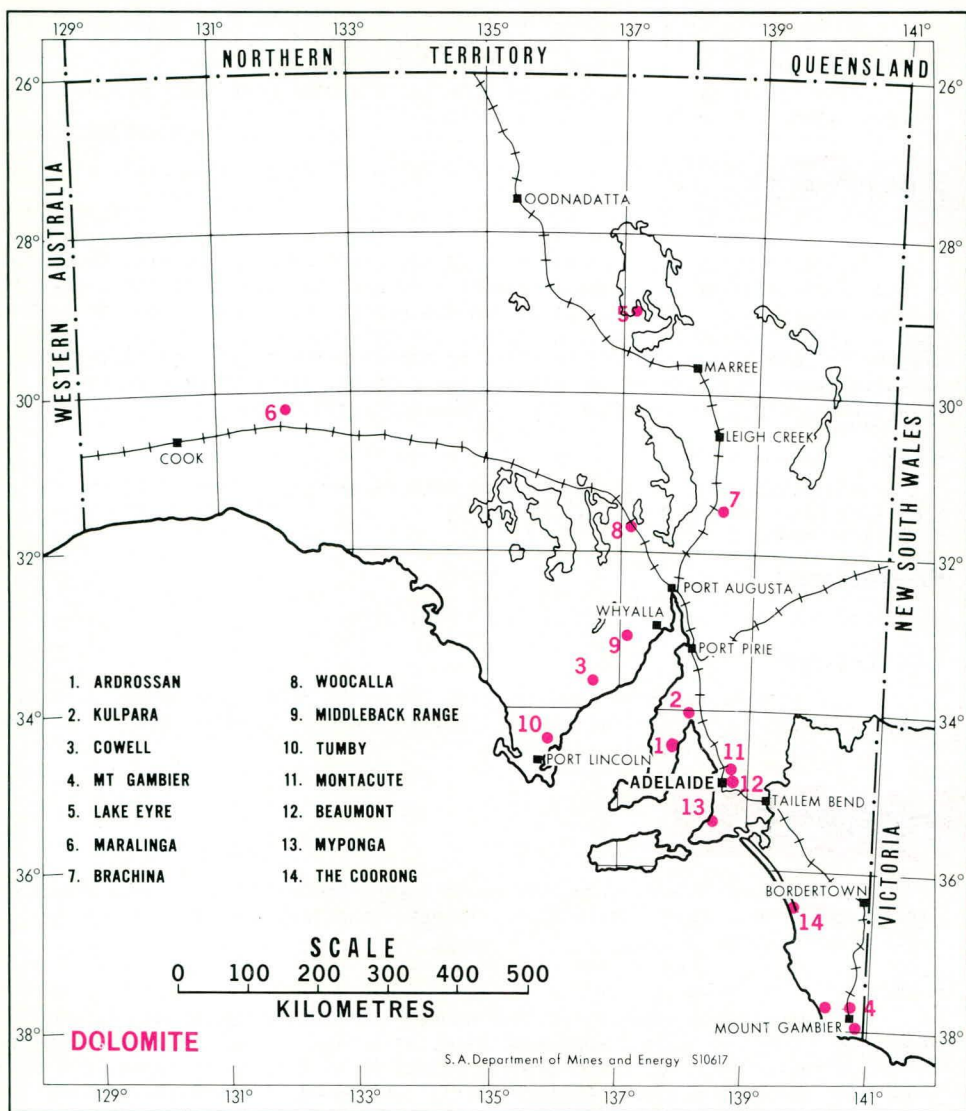 129° 131° 133° 135° 137° 139° 141°
NORTHERN TERRITORY QUEENSLAND
26° 26°
WESTERN AUSTRALIA
OODNADATTA
28° 28°
5
MARREE
30° 30°
6
COOK
LEIGH CREEK
NEW SOUTH WALES
7
8
32° 32°
PORT AUGUSTA
WHYALLA
9
PORT PIRIE
3
2
34° 34°
10
PORT LINCOLN
1
11
ADELAIDE
12
TAILEM BEND
13
36° 36°
VICTORIA
BORDERTOWN
14
4
MOUNT GAMBIER
38° 38°
1. ARDROSSAN
2. KULPARA
3. COWELL
4. MT GAMBIER
5. LAKE EYRE
6. MARALINGA
7. BRACHINA
8. WOOCALLA
9. MIDDLEBACK RANGE
10. TUMBY
11. MONTACUTE
12. BEAUMONT
13. MYPONGA
14. THE COORONG
SCALE
0 100 200 300 400 500
KILOMETRES
DOLOMITE
S.A. Department of Mines and Energy S10617
129° 131° 133° 135° 137° 139° 141°